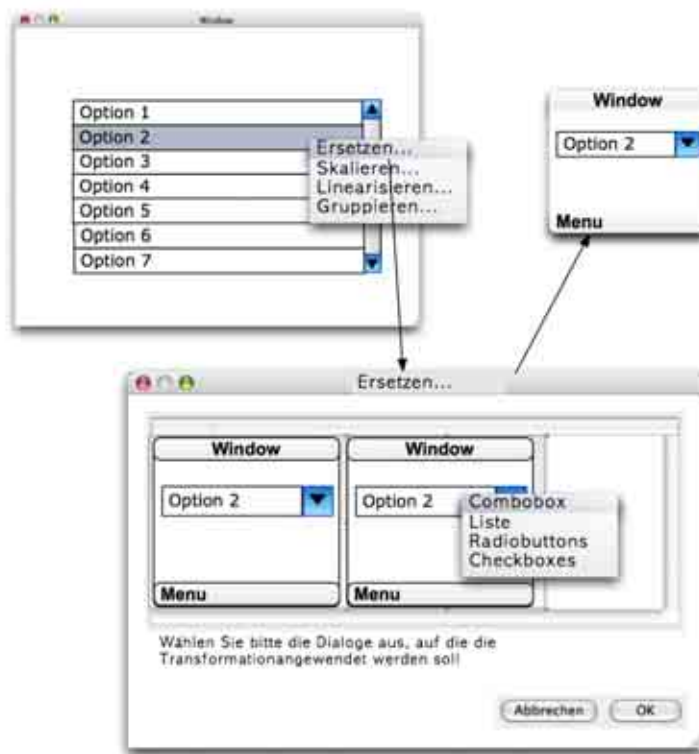 Window
Option 1
Option 2
Option 3
Option 4
Option 5
Option 6
Option 7
Ersetzen...
Skalieren...
Linearisieren...
Gruppieren...
Window
Option 2
Menu
Ersetzen...
Window
Option 2
Menu
Window
Option 2
Combobox
Liste
Radiobuttons
Checkboxes
Menu
Wählen Sie bitte die Dialoge aus, auf die die
Transformationangewendet werden soll
Abbrechen
OK